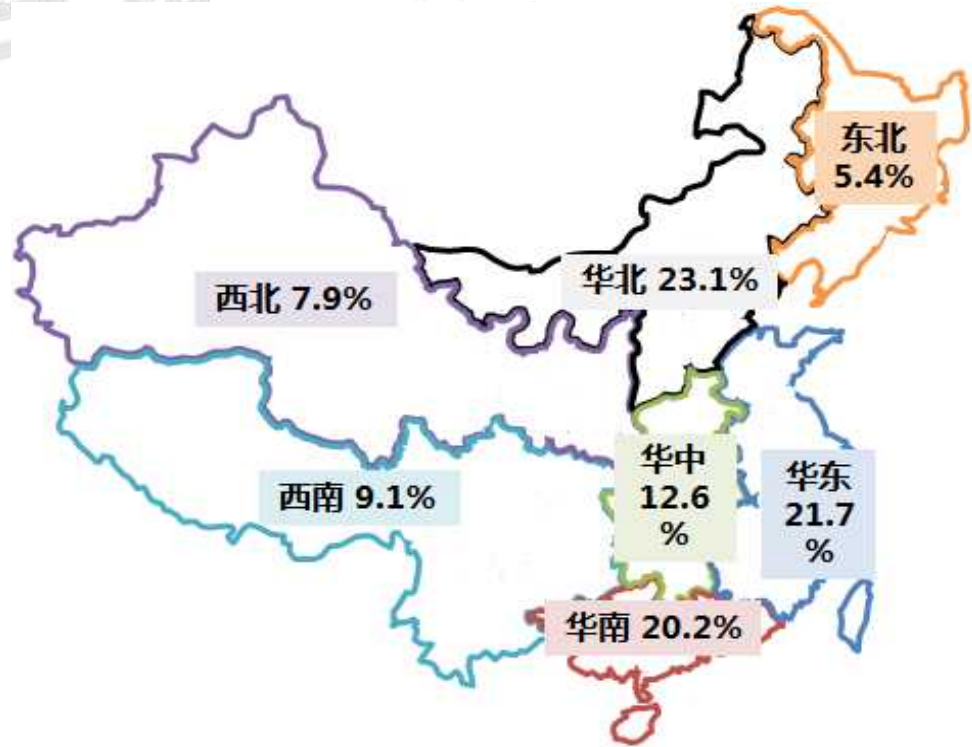 东北
5.4%
华北 23.1%
西北 7.9%
华中
12.6
%
华东
21.7
%
西南 9.1%
华南 20.2%